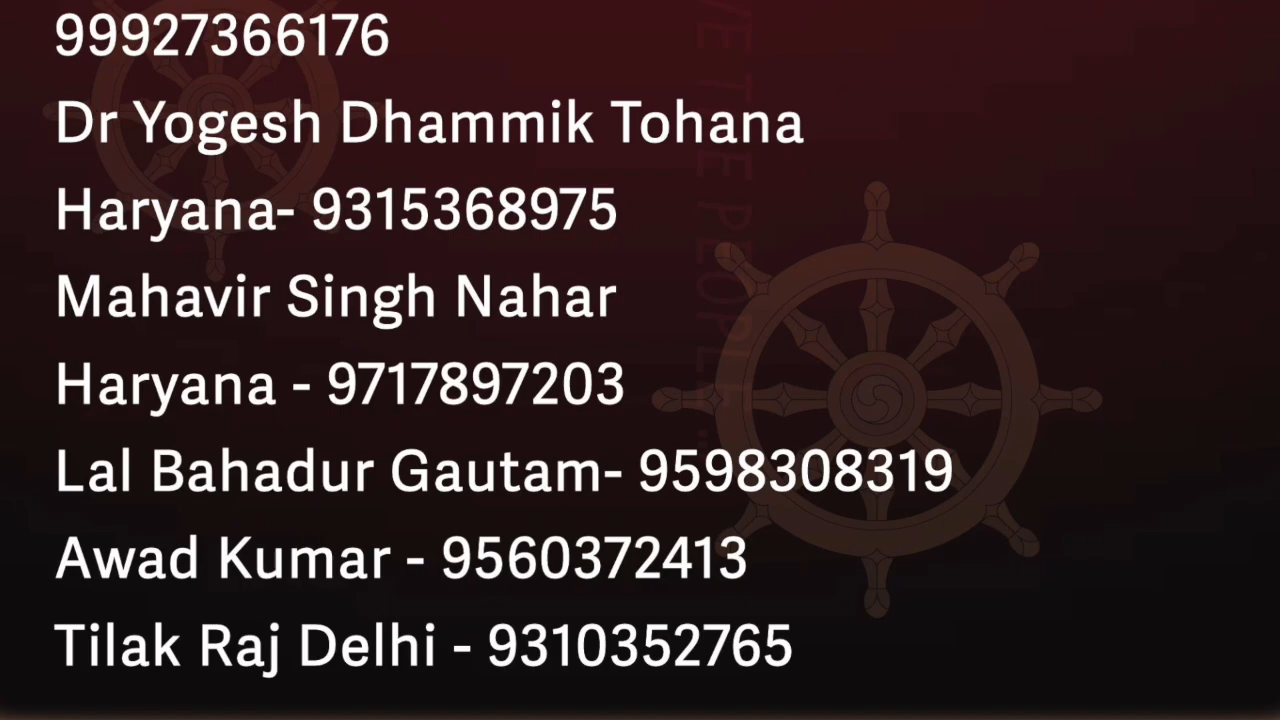 99927366176
Dr Yogesh Dhammik Tohana
Haryana- 9315368975
Mahavir Singh Nahar
Haryana - 9717897203
Lal Bahadur Gautam- 9598308319
Awad Kumar - 9560372413
Tilak Raj Delhi - 9310352765
PEOPLE